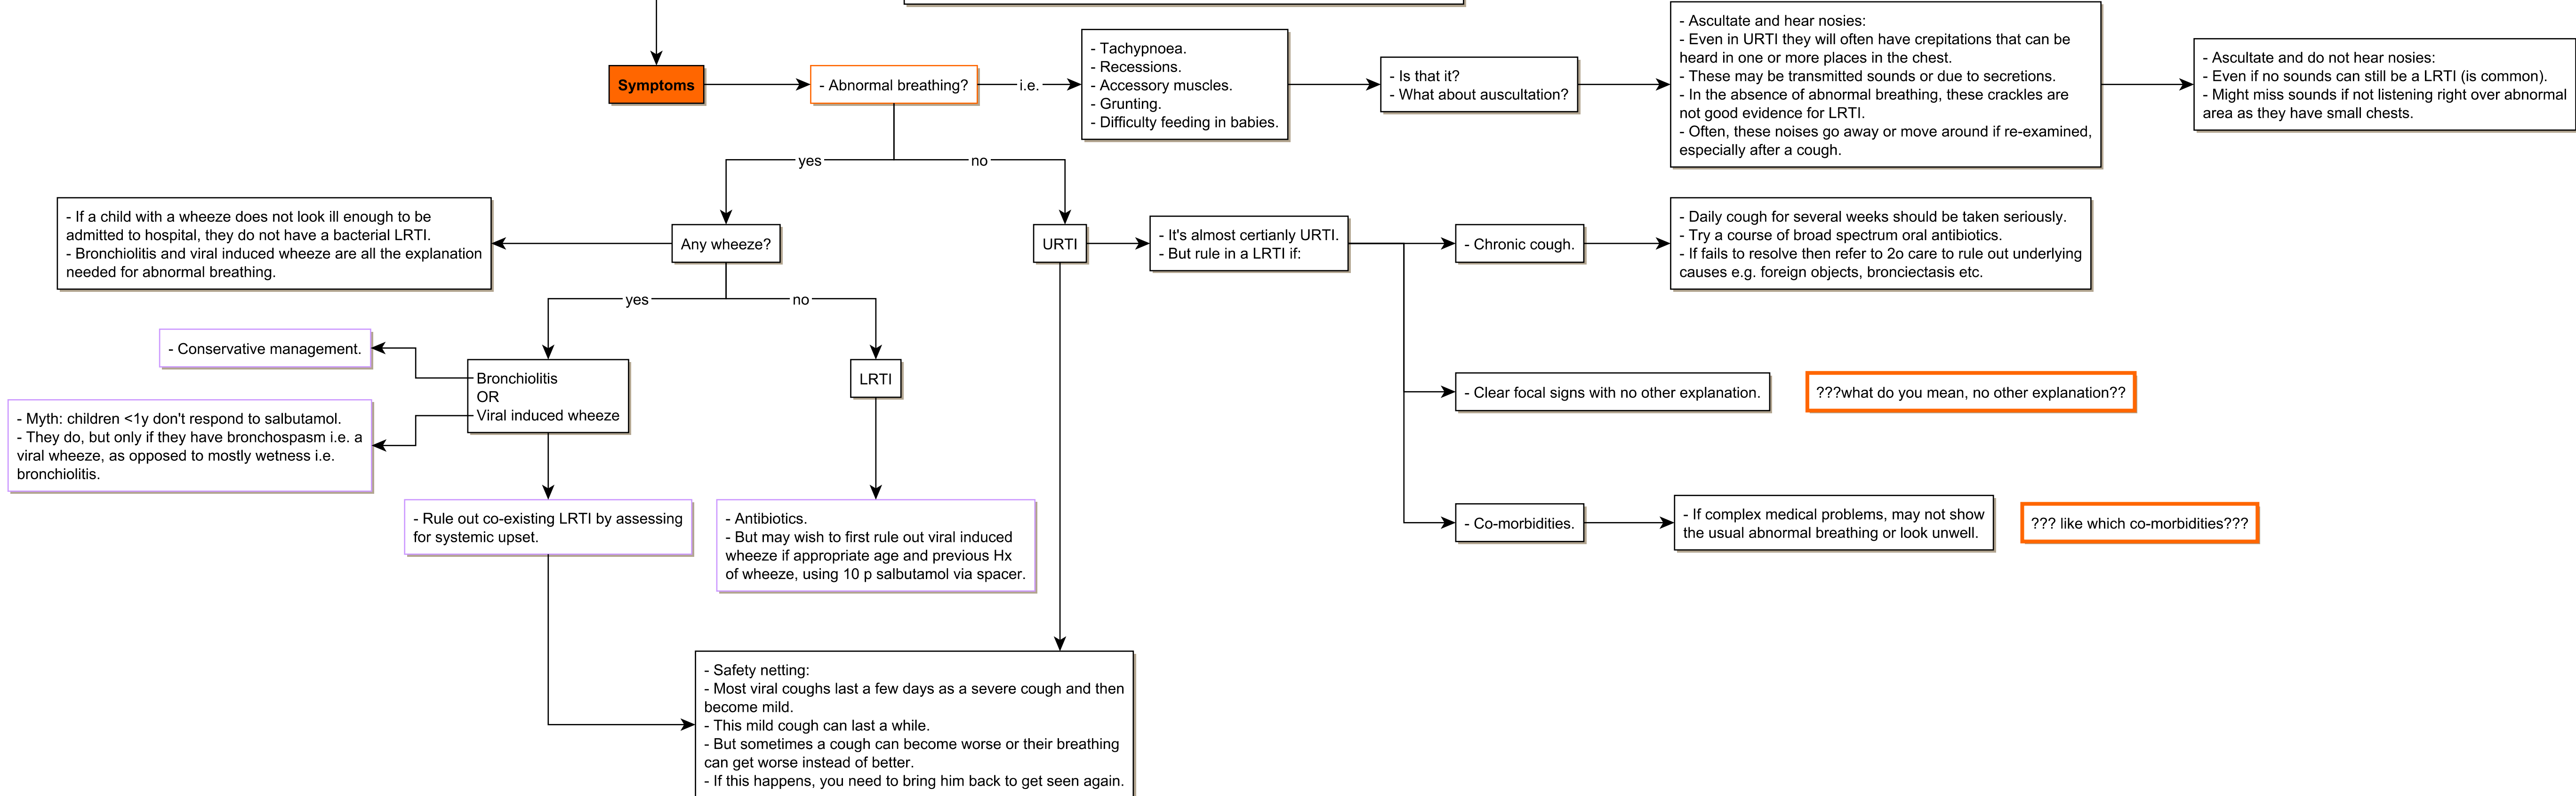 Symptoms
- Abnormal breathing?
i.e.
- Tachypnoea.
- Recessions.
- Accessory muscles.
- Grunting.
- Difficulty feeding in babies.
- Is that it?
- What about auscultation?
- Ascultate and hear nosies:
- Even in URTI they will often have crepitations that can be
heard in one or more places in the chest.
- These may be transmitted sounds or due to secretions.
- In the absence of abnormal breathing, these crackles are
not good evidence for LRTI.
- Often, these noises go away or move around if re-examined,
especially after a cough.
- Ascultate and do not hear nosies:
- Even if no sounds can still be a LRTI (is common).
- Might miss sounds if not listening right over abnormal
area as they have small chests.
yes
no
- If a child with a wheeze does not look ill enough to be
admitted to hospital, they do not have a bacterial LRTI.
- Bronchiolitis and viral induced wheeze are all the explanation
needed for abnormal breathing.
Any wheeze?
URTI
- It's almost certianly URTI.
- But rule in a LRTI if:
- Chronic cough.
- Daily cough for several weeks should be taken seriously.
- Try a course of broad spectrum oral antibiotics.
- If fails to resolve then refer to 2o care to rule out underlying
causes e.g. foreign objects, bronciectasis etc.
yes
no
- Conservative management.
Bronchiolitis
OR
Viral induced wheeze
LRTI
- Clear focal signs with no other explanation.
???what do you mean, no other explanation??
- Myth: children <1y don't respond to salbutamol.
- They do, but only if they have bronchospasm i.e. a
viral wheeze, as opposed to mostly wetness i.e.
bronchiolitis.
- Rule out co-existing LRTI by assessing
for systemic upset.
- Antibiotics.
- But may wish to first rule out viral induced
wheeze if appropriate age and previous Hx
of wheeze, using 10 p salbutamol via spacer.
- Co-morbidities.
- If complex medical problems, may not show
the usual abnormal breathing or look unwell.
??? like which co-morbidities???
- Safety netting:
- Most viral coughs last a few days as a severe cough and then
become mild.
- This mild cough can last a while.
- But sometimes a cough can become worse or their breathing
can get worse instead of better.
- If this happens, you need to bring him back to get seen again.